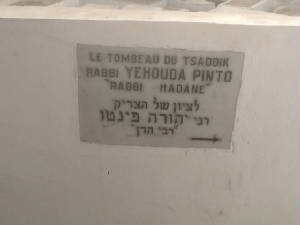 LE TOMBEAU DU TSADDIK
RABBI YEHOUDA PINTO
"RABBI HADANE"
לציון של הצדיק
רבי יהודה פינטו
"רבי הדן"